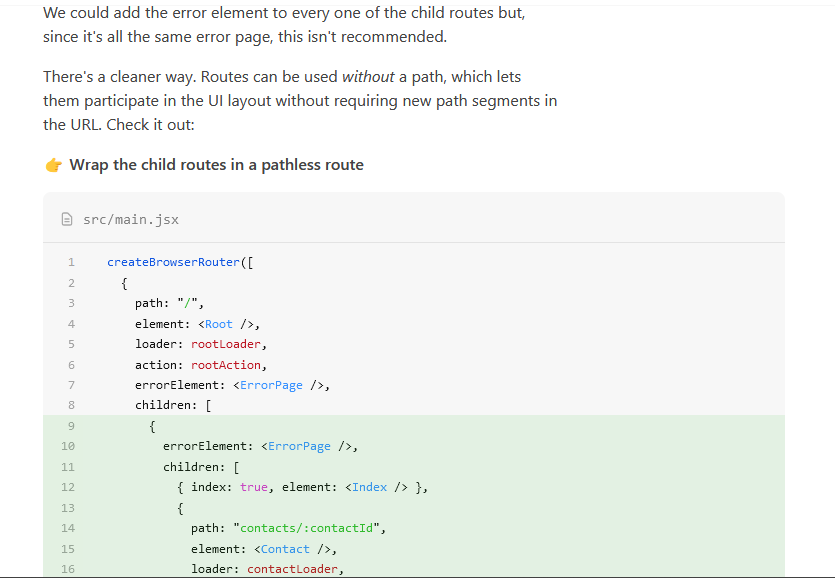 We could add the error element to every one of the child routes but,
since it's all the same error page, this isn't recommended.
There's a cleaner way. Routes can be used without a path, which lets
them participate in the UI layout without requiring new path segments in
the URL. Check it out:
👉 Wrap the child routes in a pathless route
src/main.jsx
1 createBrowserRouter([
2 {
3 path: "/",
4 element: <Root />,
5 loader: rootLoader,
6 action: rootAction,
7 errorElement: <ErrorPage />,
8 children: [
9 {
10 errorElement: <ErrorPage />,
11 children: [
12 { index: true, element: <Index /> },
13 {
14 path: "contacts/:contactId",
15 element: <Contact />,
16 loader: contactLoader,